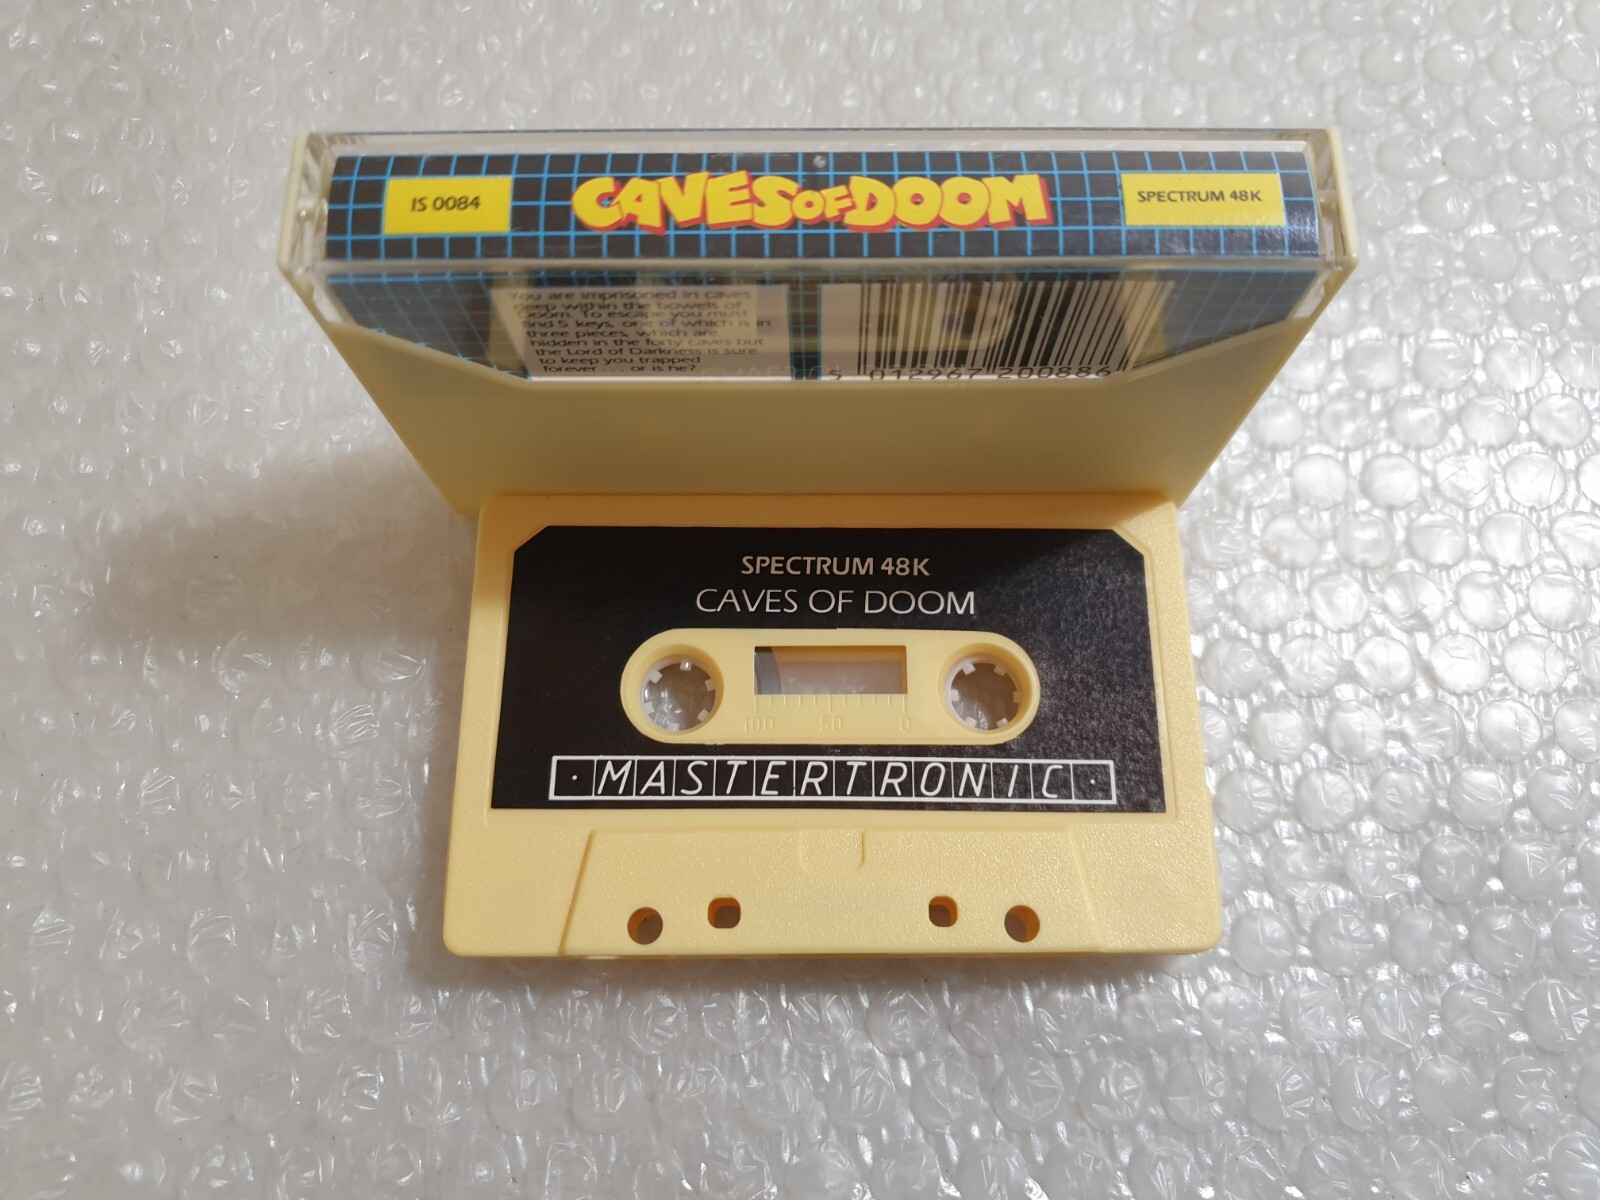 IS 0084
CAVES OF DOOM
SPECTRUM 48K
You are imprisoned in caves
deep within the bowels of
Doom. To escape you must
find 5 keys, one of which is in
three pieces, which are
hidden in the forty caves but
the Lord of Darkness is sure
to keep you trapped
forever . . . or is he?
5 012967 200886
SPECTRUM 48K
CAVES OF DOOM
100 50 0
· MASTERTRONIC ·